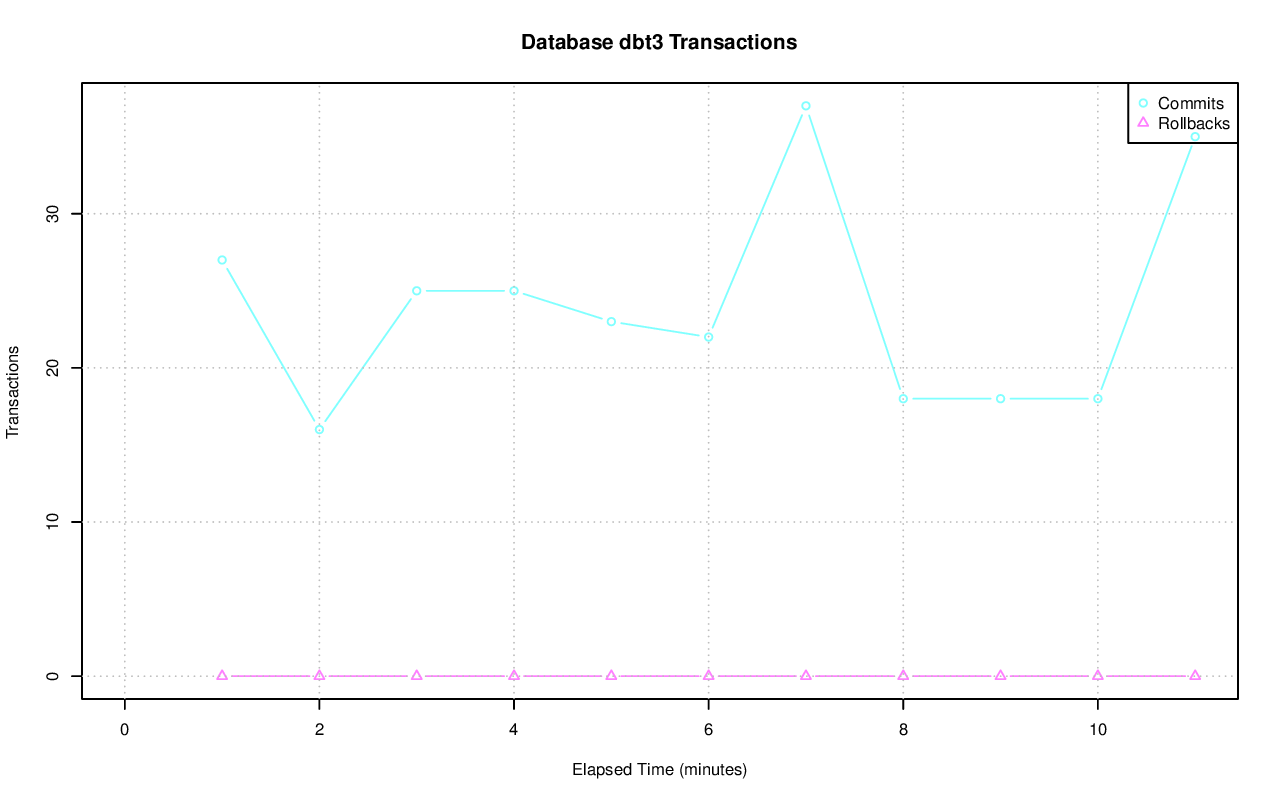 Database dbt3 Transactions
Commits
Rollbacks
Transactions
30
20
10
0
0 2 4 6 8 10
Elapsed Time (minutes)